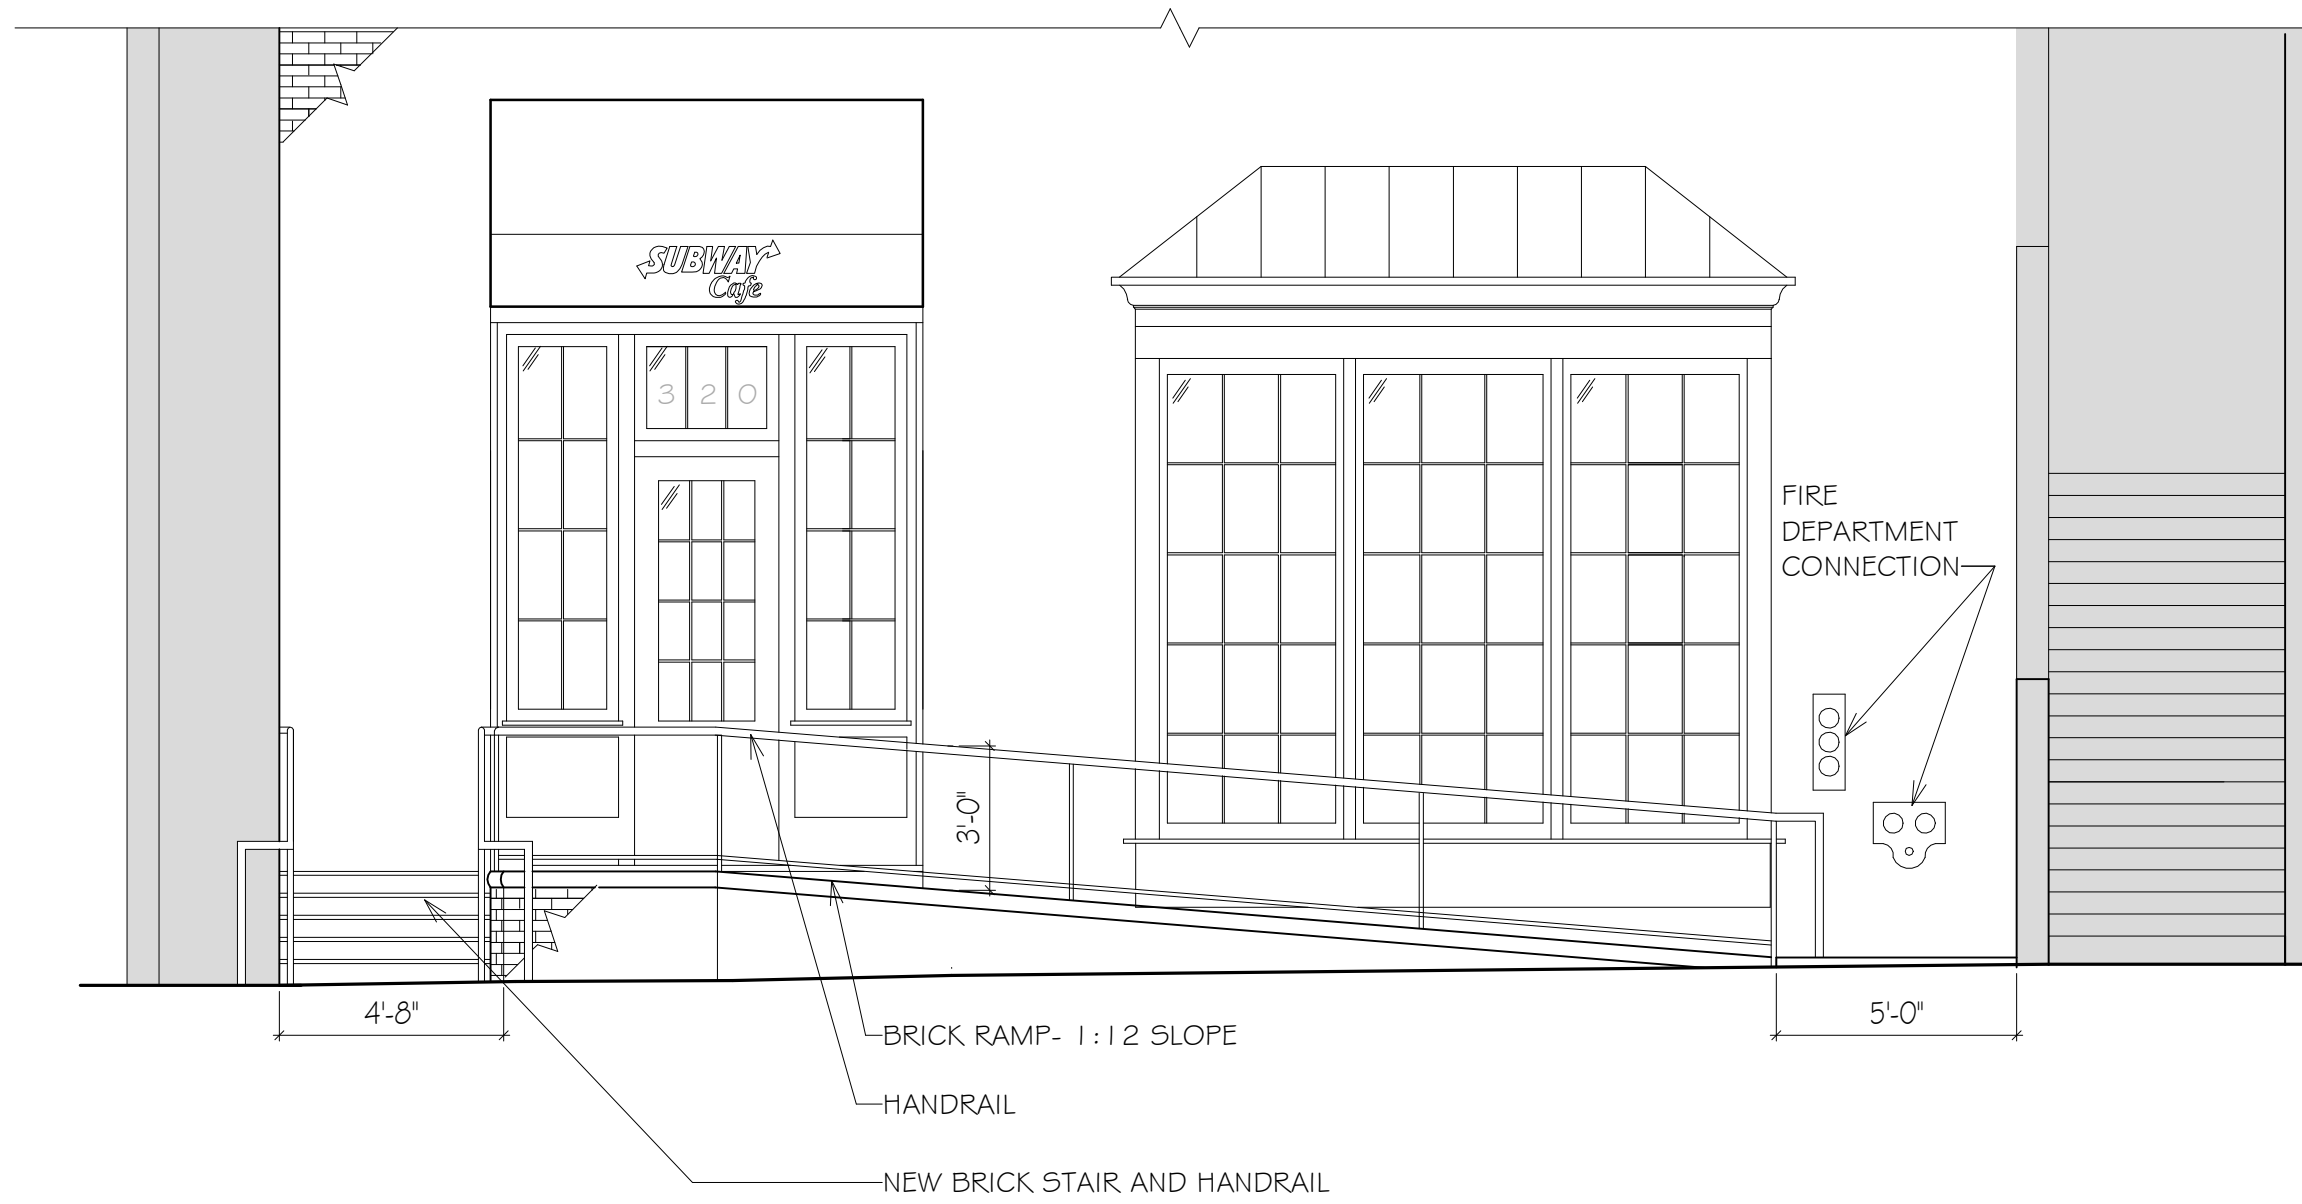 SUBWAY
Cafe
3 2 0
FIRE
DEPARTMENT
CONNECTION
3'-0"
4'-8"
5'-0"
BRICK RAMP- 1:12 SLOPE
HANDRAIL
NEW BRICK STAIR AND HANDRAIL